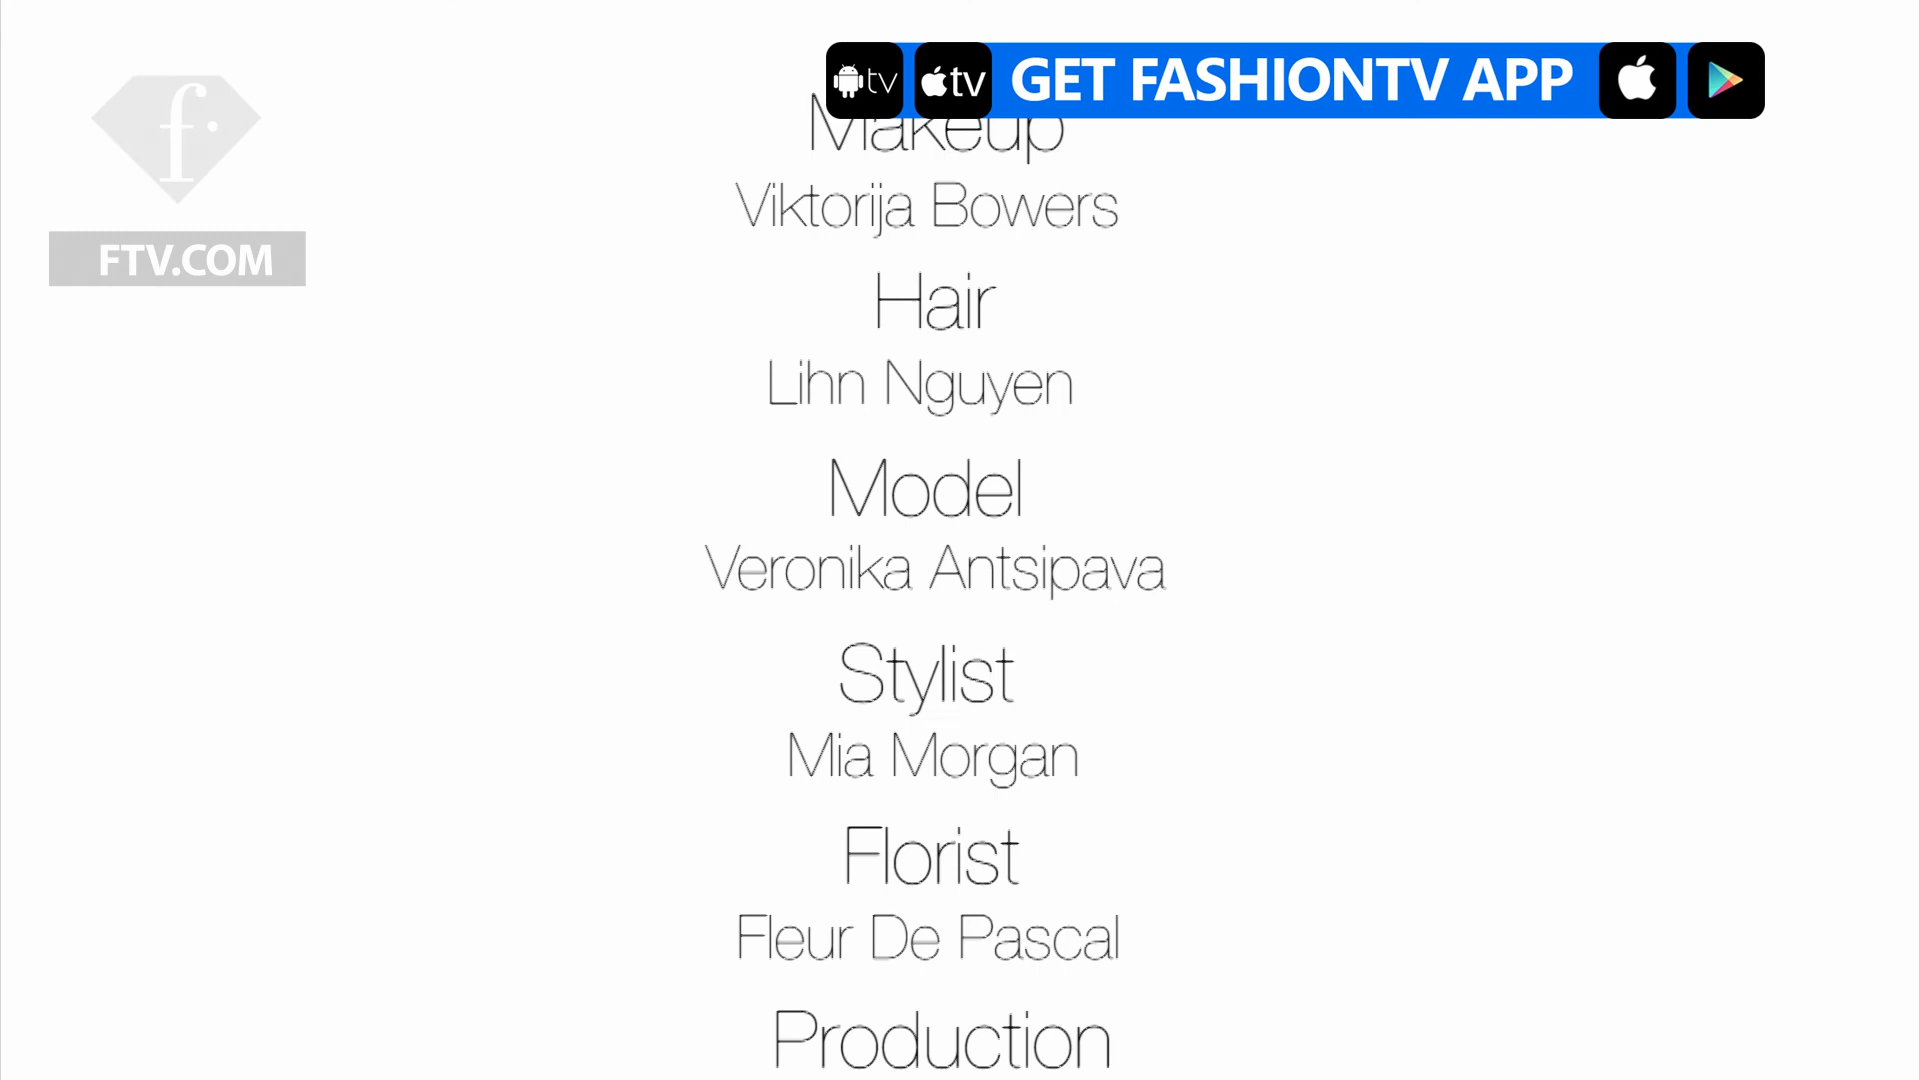 tv
tv
GET FASHIONTV APP
f.
FTV.COM
Makeup
Viktorija Bowers
Hair
Lihn Nguyen
Model
Veronika Antsipava
Stylist
Mia Morgan
Florist
Fleur De Pascal
Production